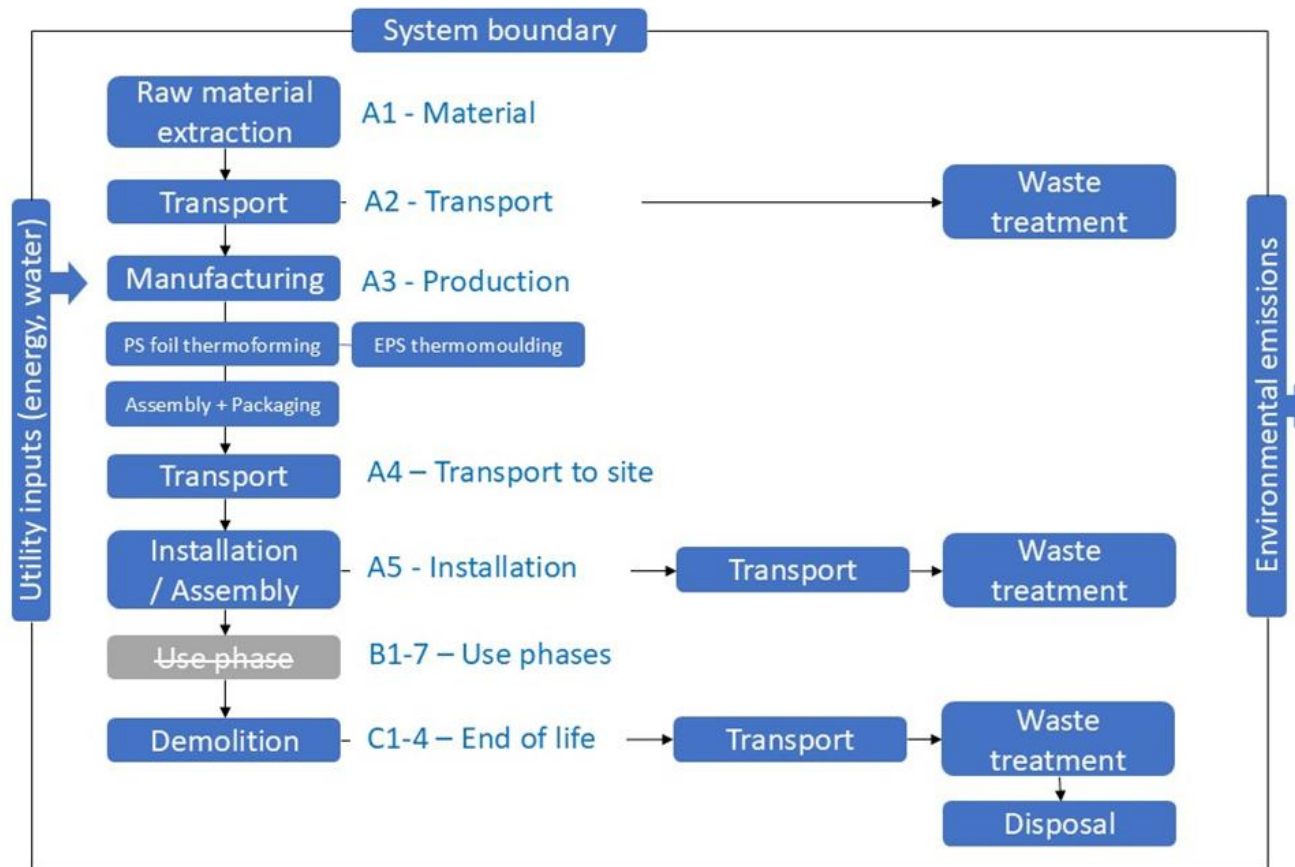 System boundary
Raw material
extraction
A1 - Material
Transport
A2 - Transport
Waste
treatment
Manufacturing
A3 - Production
PS foil thermoforming
EPS thermomoulding
Assembly + Packaging
Transport
A4 – Transport to site
Installation
/ Assembly
A5 - Installation
Transport
Waste
treatment
Use phase
B1-7 – Use phases
Demolition
C1-4 – End of life
Transport
Waste
treatment
Disposal
Utility inputs (energy, water)
Environmental emissions